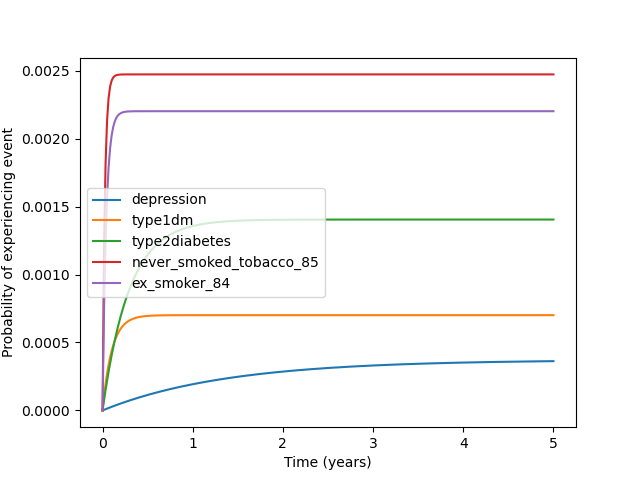 0.0025
0.0020
0.0015
0.0010
0.0005
0.0000
Probability of experiencing event
depression
type1dm
type2diabetes
never_smoked_tobacco_85
ex_smoker_84
0 1 2 3 4 5
Time (years)